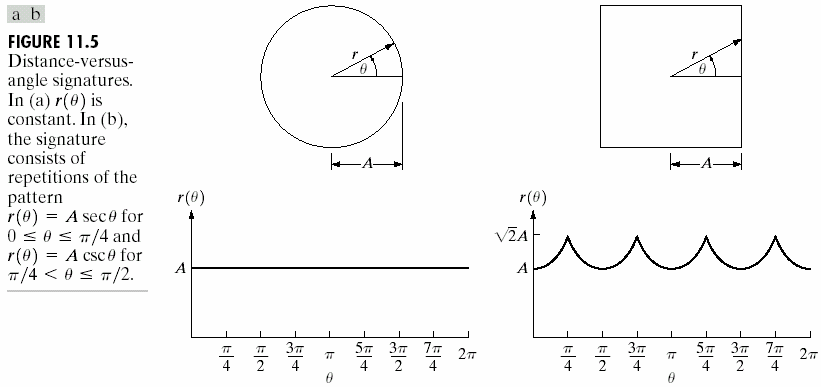 a b
FIGURE 11.5
Distance-versus-
angle signatures.
In (a) r(θ) is
constant. In (b),
the signature
consists of
repetitions of the
pattern
r(θ) = A sec θ for
0 ≤ θ ≤ π/4 and
r(θ) = A csc θ for
π/4 < θ ≤ π/2.
r
θ
A
r(θ)
A
π/4 π/2 3π/4 π 5π/4 3π/2 7π/4 2π
θ
r
θ
A
r(θ)
√2A
A
π/4 π/2 3π/4 π 5π/4 3π/2 7π/4 2π
θ